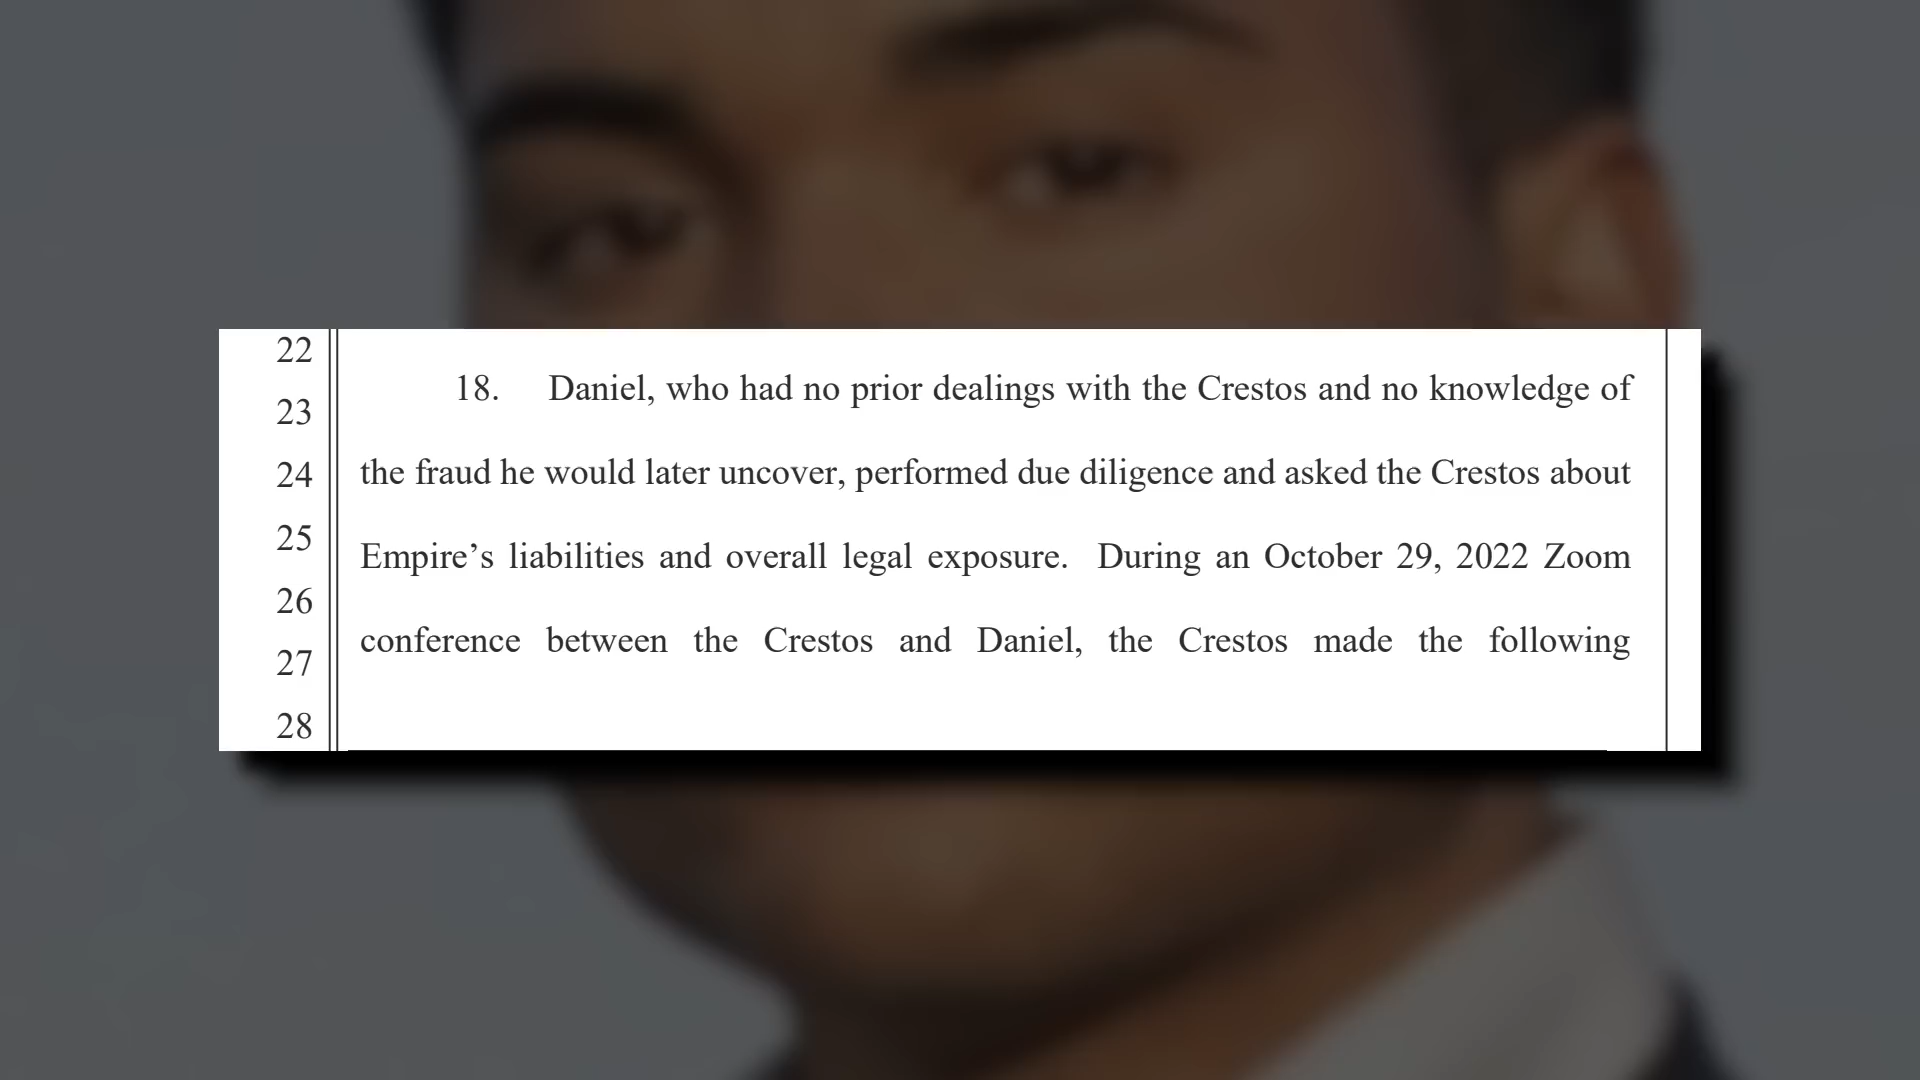 22
18. Daniel, who had no prior dealings with the Crestos and no knowledge of
23
24 the fraud he would later uncover, performed due diligence and asked the Crestos about
25 Empire’s liabilities and overall legal exposure. During an October 29, 2022 Zoom
26
27 conference between the Crestos and Daniel, the Crestos made the following
28